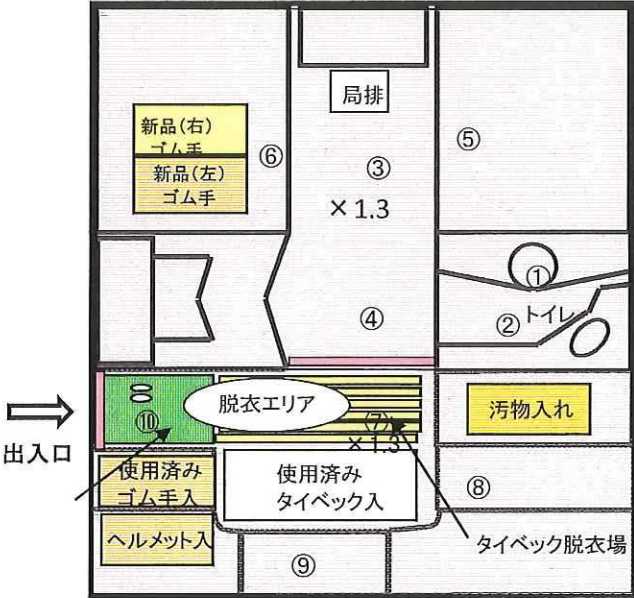 局排
新品(右)
ゴム手
新品(左)
ゴム手
⑥
③
×1.3
⑤
①
②
トイレ
④
出入口
⑩
脱衣エリア
(7)
×1.3
汚物入れ
使用済み
ゴム手入
使用済み
タイベック入
⑧
ヘルメット入
⑨
タイベック脱衣場